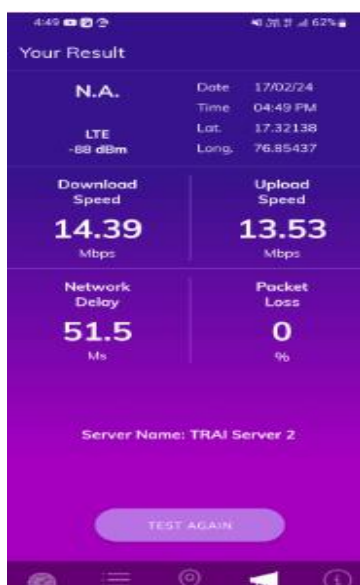 4:49 62%
Your Result
N.A.
Date 17/02/24
Time 04:49 PM
LTE
-88 dBm
Lat. 17.32138
Long. 76.85437
Download Speed
14.39
Mbps
Upload Speed
13.53
Mbps
Network Delay
51.5
Ms
Packet Loss
0
%
Server Name: TRAI Server 2
TEST AGAIN